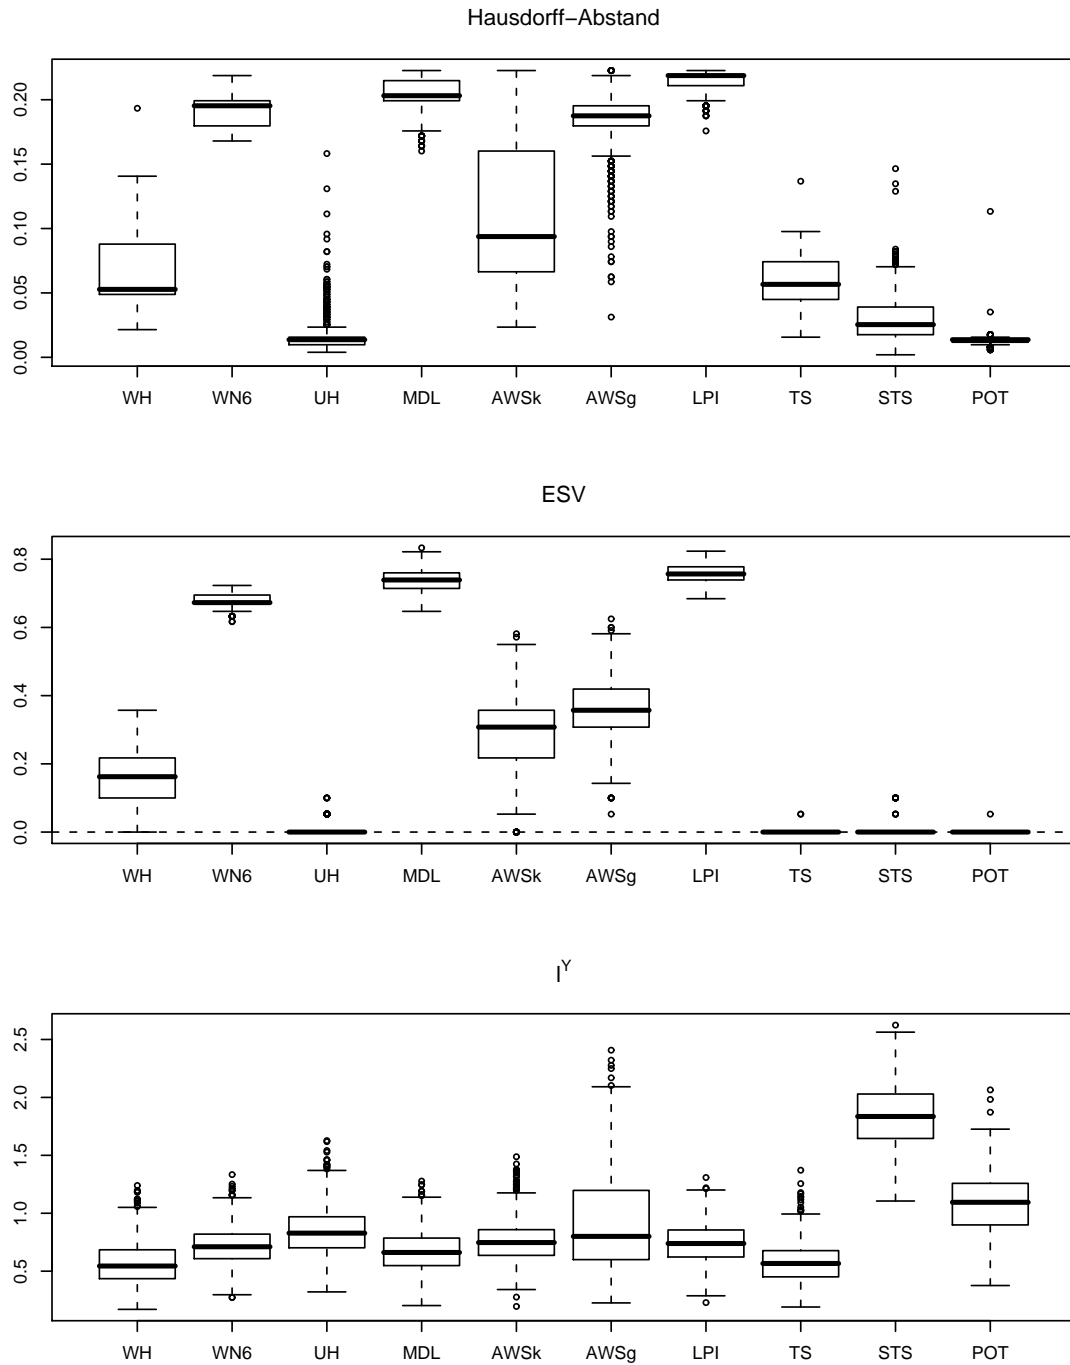 Hausdorff−Abstand
0.20
0.15
0.10
0.05
0.00
WH WN6 UH MDL AWSk AWSg LPI TS STS POT
ESV
0.8
0.6
0.4
0.2
0.0
WH WN6 UH MDL AWSk AWSg LPI TS STS POT
I^Y
2.5
2.0
1.5
1.0
0.5
WH WN6 UH MDL AWSk AWSg LPI TS STS POT